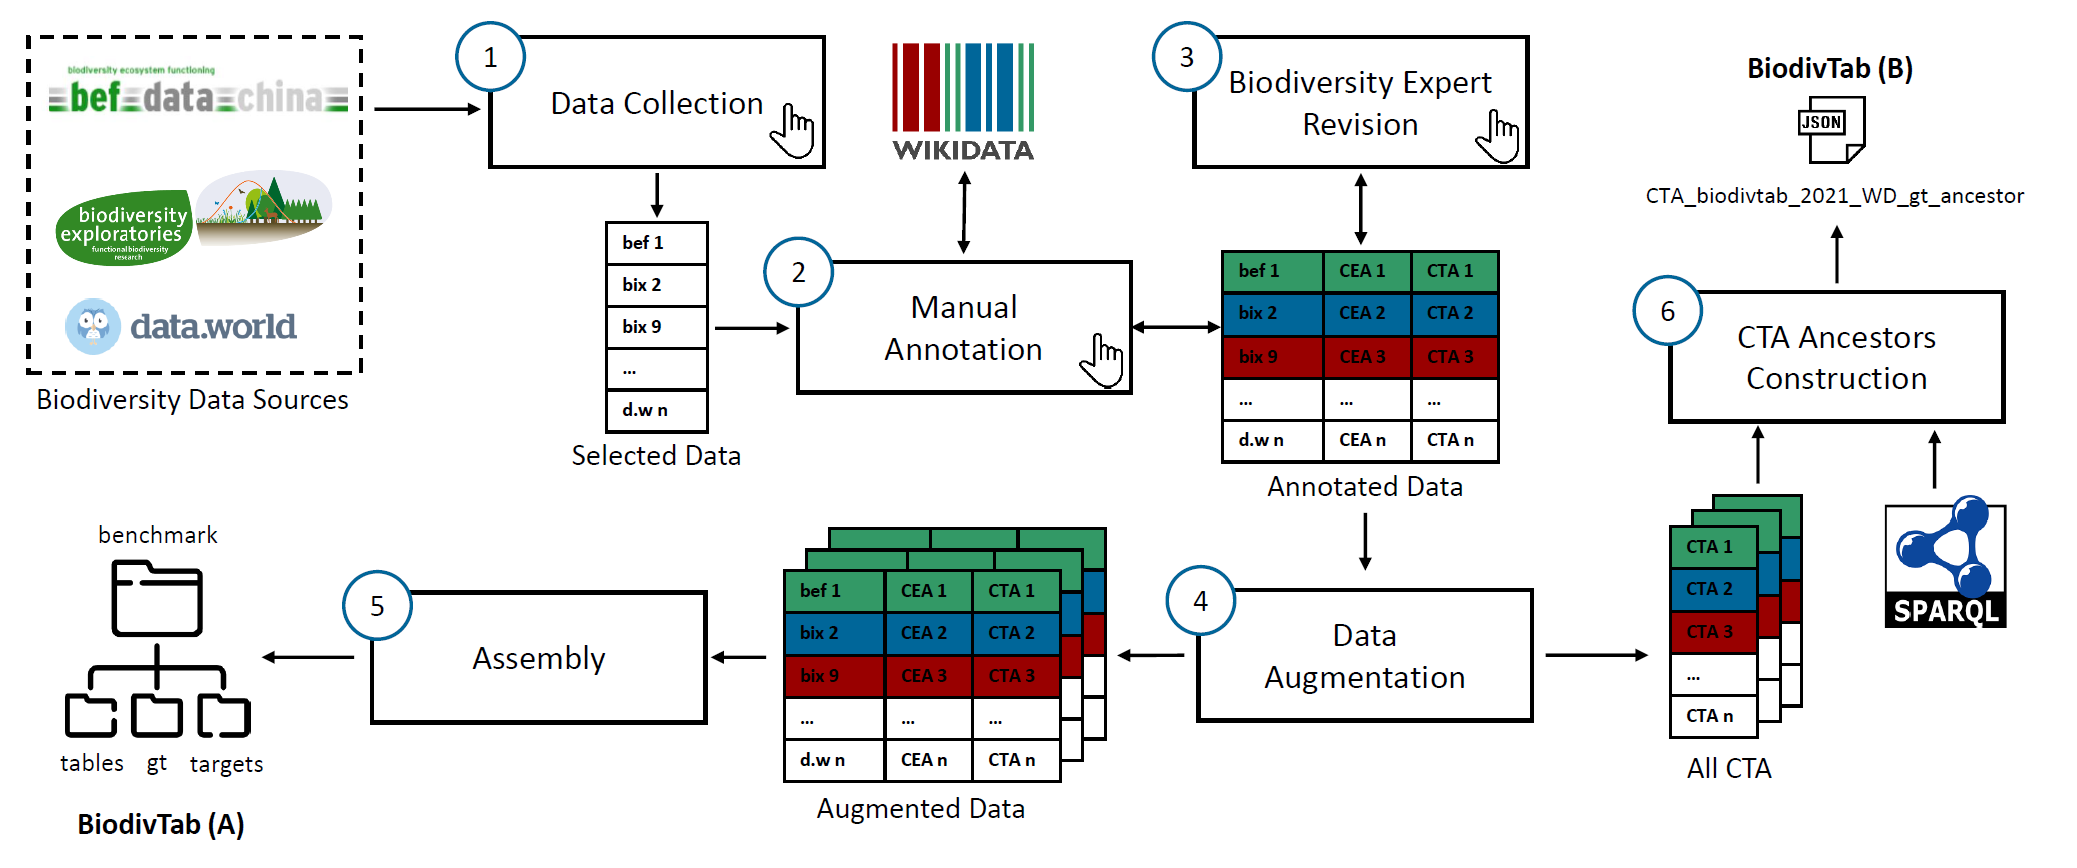 biodiversity ecosystem functioning
bef=data=china
biodiversity
exploratories
functional biodiversity
research
data.world
Biodiversity Data Sources
1
Data Collection
bef 1
bix 2
bix 9
...
d.w n
Selected Data
WIKIDATA
2
Manual
Annotation
3
Biodiversity Expert
Revision
bef 1 CEA 1 CTA 1
bix 2 CEA 2 CTA 2
bix 9 CEA 3 CTA 3
... ... ...
d.w n CEA n CTA n
Annotated Data
4
Data
Augmentation
bef 1 CEA 1 CTA 1
bix 2 CEA 2 CTA 2
bix 9 CEA 3 CTA 3
... ... ...
d.w n CEA n CTA n
Augmented Data
5
Assembly
benchmark
tables gt targets
BiodivTab (A)
CTA 1
CTA 2
CTA 3
...
CTA n
All CTA
SPARQL
6
CTA Ancestors
Construction
BiodivTab (B)
JSON
CTA_biodivtab_2021_WD_gt_ancestor